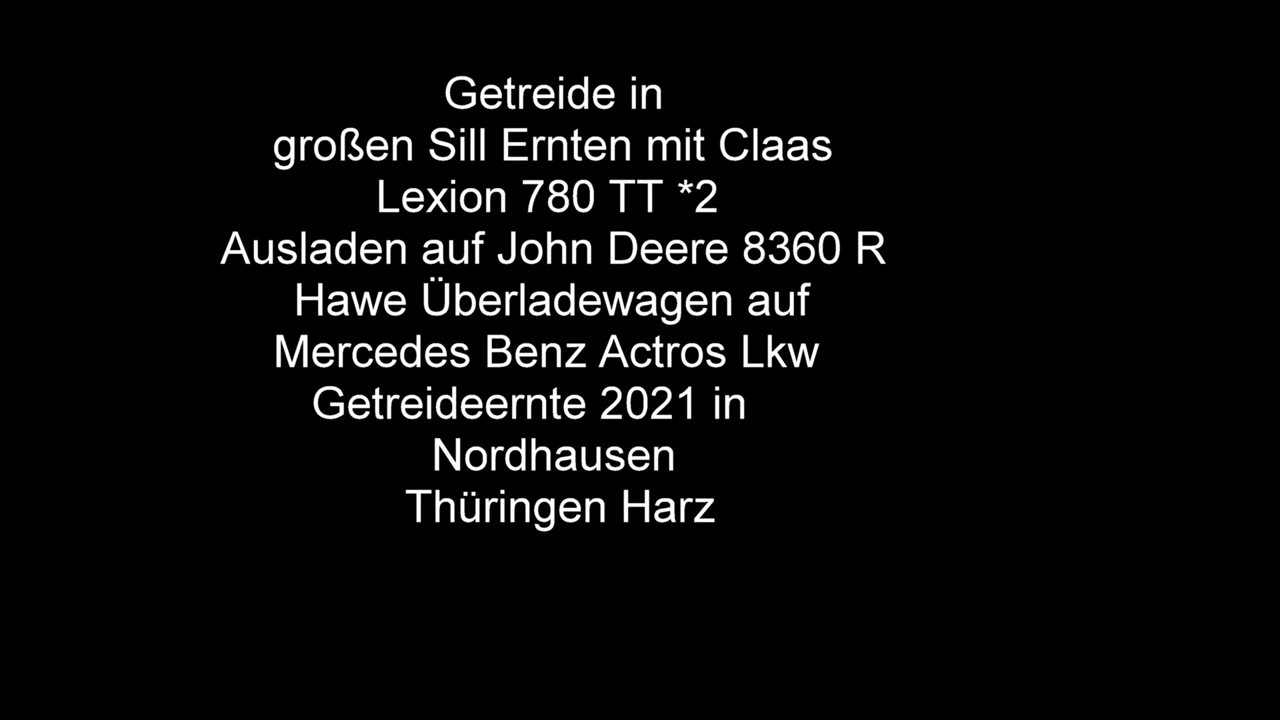 Getreide in
großen Sill Ernten mit Claas
Lexion 780 TT *2
Ausladen auf John Deere 8360 R
Hawe Überladewagen auf
Mercedes Benz Actros Lkw
Getreideernte 2021 in
Nordhausen
Thüringen Harz